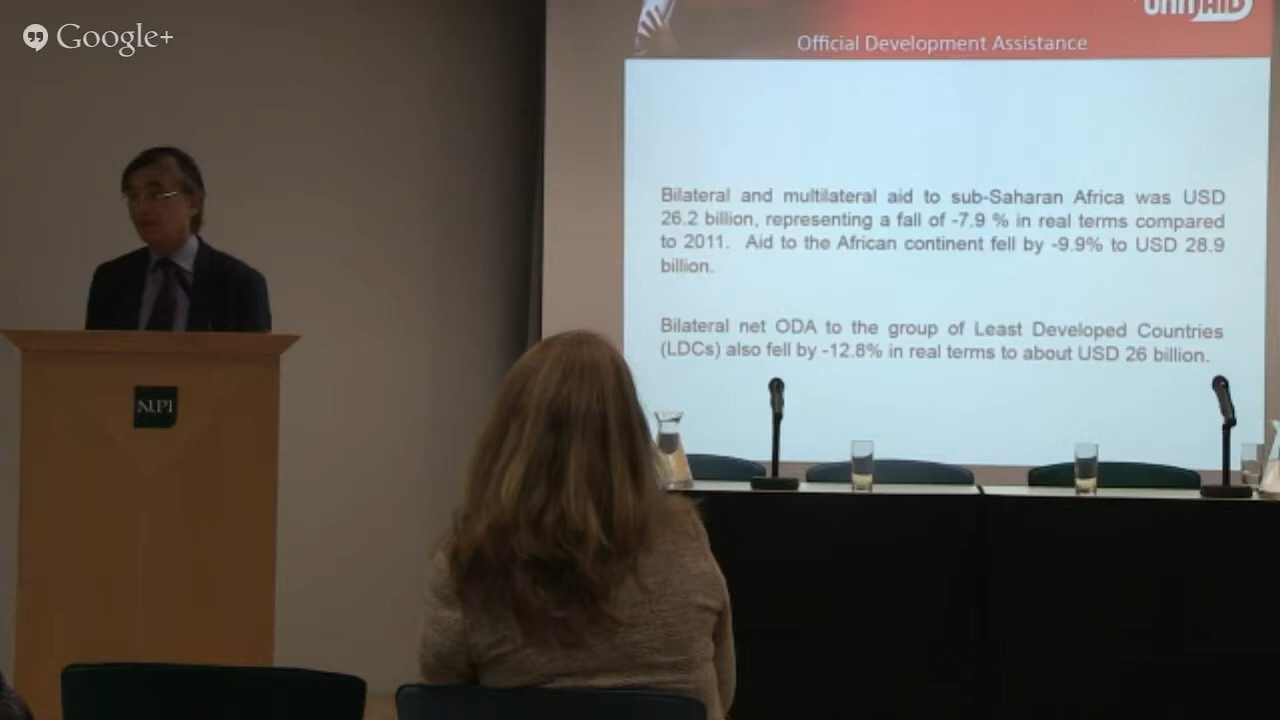 Google+
unitAID
Official Development Assistance
Bilateral and multilateral aid to sub-Saharan Africa was USD
26.2 billion, representing a fall of -7.9 % in real terms compared
to 2011. Aid to the African continent fell by -9.9% to USD 28.9
billion.
Bilateral net ODA to the group of Least Developed Countries
(LDCs) also fell by -12.8% in real terms to about USD 26 billion.
NUPI